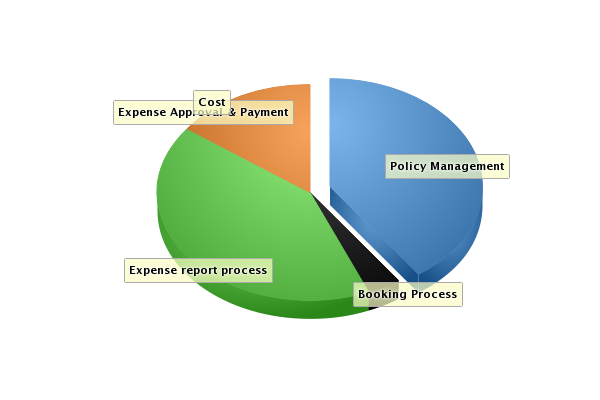 Cost
Expense Approval & Payment
Policy Management
Expense report process
Booking Process